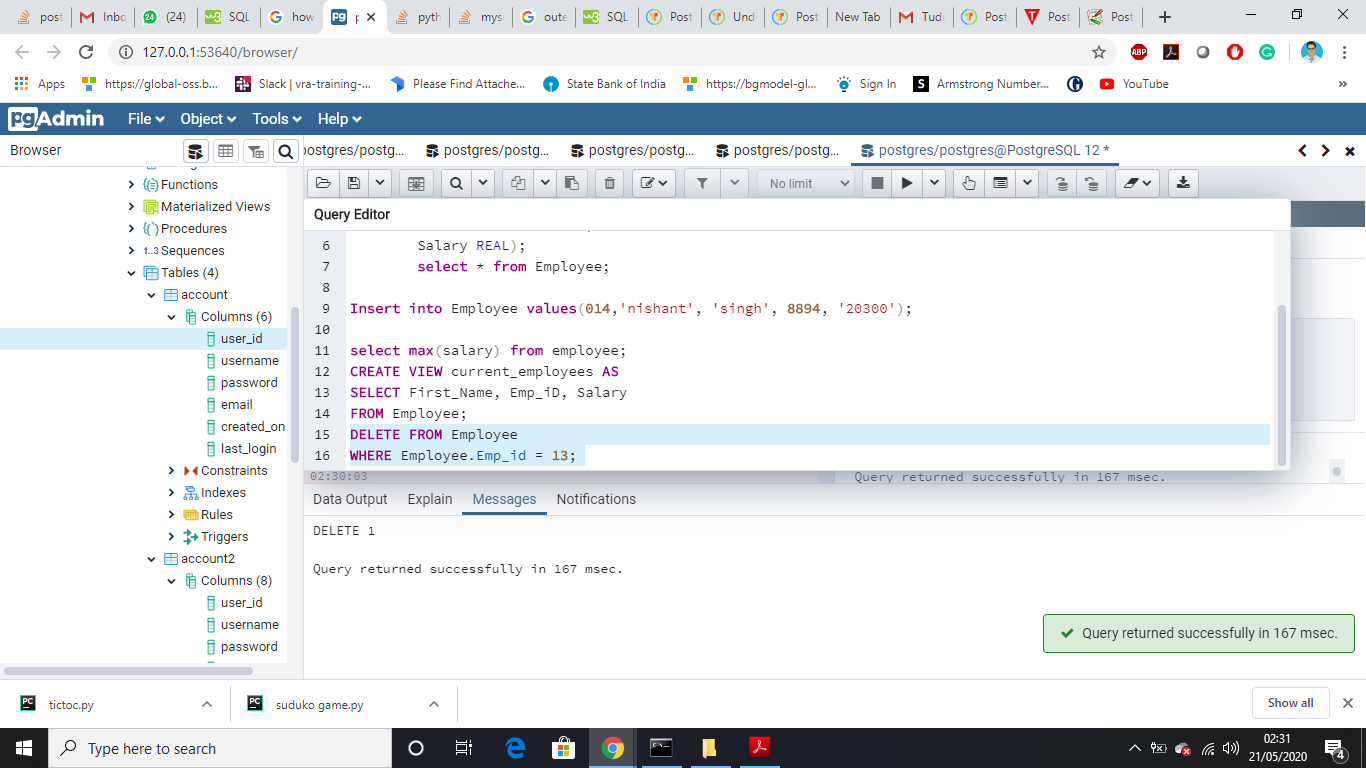 post
Inbc
(24)
SQL
how
F
pyth
mys
oute
SQL
Post
Und
Post
New Tab
Tudi
Post
Post
Post
127.0.0.1:53640/browser/
ABP
Apps
https://global-oss.b...
Slack | vra-training-...
Please Find Attache...
State Bank of India
https://bgmodel-gl...
Sign In
Armstrong Number...
YouTube
pgAdmin
File
Object
Tools
Help
Browser
postgres/postg...
postgres/postg...
postgres/postg...
postgres/postg...
postgres/postgres@PostgreSQL 12 *
Functions
Materialized Views
Procedures
1..3 Sequences
Tables (4)
account
Columns (6)
user_id
username
password
email
created_on
last_login
Constraints
Indexes
Rules
Triggers
account2
Columns (8)
user_id
username
password
No limit
Query Editor
6 Salary REAL);
7 select * from Employee;
8
9 Insert into Employee values(014,'nishant', 'singh', 8894, '20300');
10
11 select max(salary) from employee;
12 CREATE VIEW current_employees AS
13 SELECT First_Name, Emp_iD, Salary
14 FROM Employee;
15 DELETE FROM Employee
16 WHERE Employee.Emp_id = 13;
02:30:03
Query returned successfully in 167 msec.
Data Output
Explain
Messages
Notifications
DELETE 1
Query returned successfully in 167 msec.
Query returned successfully in 167 msec.
tictoc.py
suduko game.py
Show all
Type here to search
02:31
21/05/2020
4